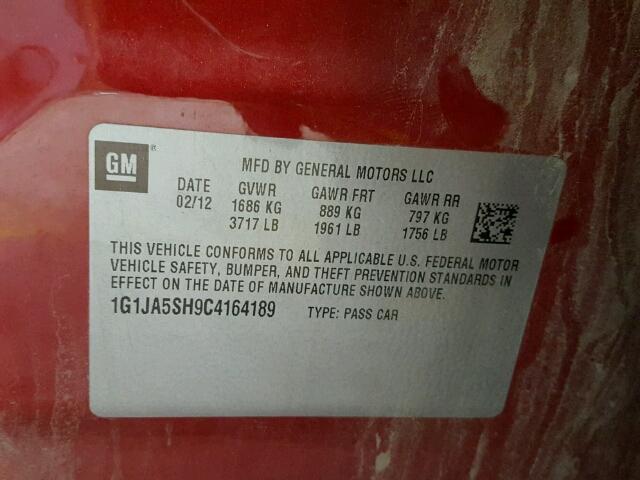 GM ®
MFD BY GENERAL MOTORS LLC
DATE GVWR GAWR FRT GAWR RR
02/12 1686 KG 889 KG 797 KG
3717 LB 1961 LB 1756 LB
THIS VEHICLE CONFORMS TO ALL APPLICABLE U.S. FEDERAL MOTOR
VEHICLE SAFETY, BUMPER, AND THEFT PREVENTION STANDARDS IN
EFFECT ON THE DATE OF MANUFACTURE SHOWN ABOVE.
1G1JA5SH9C4164189 TYPE: PASS CAR